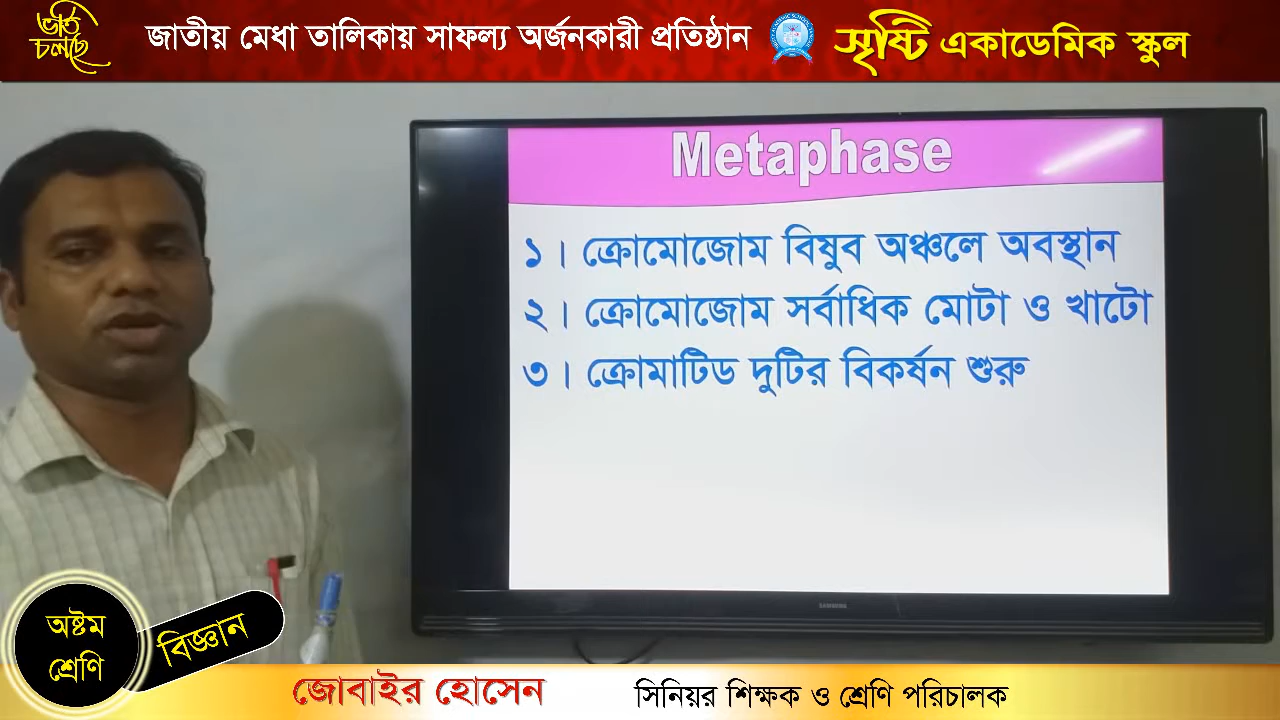 ভর্তি চলছে
জাতীয় মেধা তালিকায় সাফল্য অর্জনকারী প্রতিষ্ঠান সৃষ্টি একাডেমিক স্কুল
Metaphase
১। ক্রোমোজোম বিষুব অঞ্চলে অবস্থান
২। ক্রোমোজোম সর্বাধিক মোটা ও খাটো
৩। ক্রোমাটিড দুটির বিকর্ষন শুরু
SAMSUNG
অষ্টম
শ্রেণি
বিজ্ঞান
জোবাইর হোসেন সিনিয়র শিক্ষক ও শ্রেণি পরিচালক